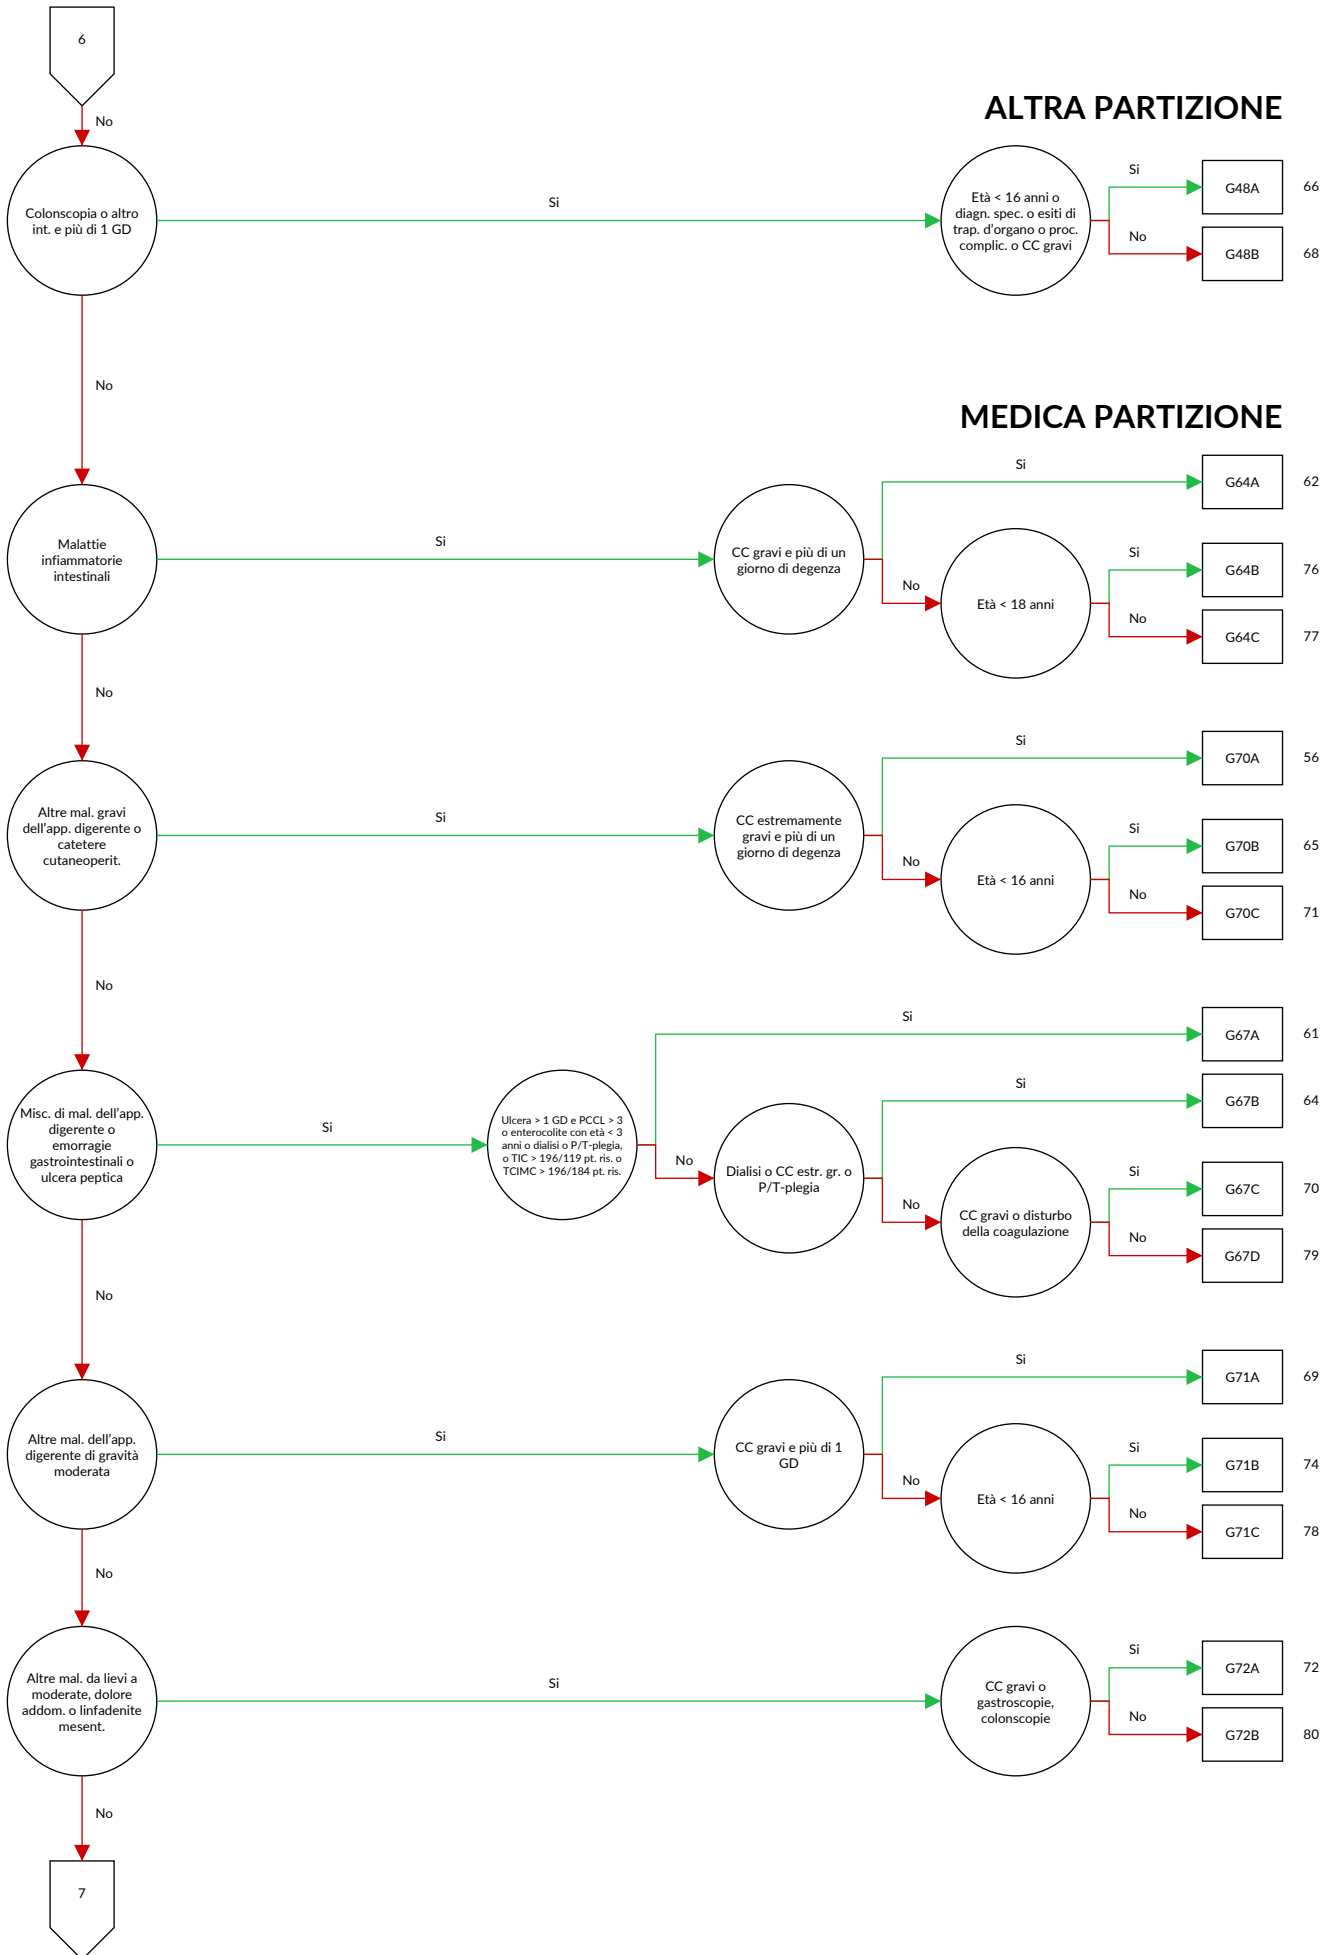 6
No
ALTRA PARTIZIONE
Colonscopia o altro
int. e più di 1 GD
Si
Età < 16 anni o
diagn. spec. o esiti di
trap. d'organo o proc.
complic. o CC gravi
Si
G48A
66
No
G48B
68
No
MEDICA PARTIZIONE
Malattie
infiammatorie
intestinali
Si
CC gravi e più di un
giorno di degenza
Si
G64A
62
No
Età < 18 anni
Si
G64B
76
No
G64C
77
No
Altre mal. gravi
dell'app. digerente o
catetere
cutaneoperit.
Si
CC estremamente
gravi e più di un
giorno di degenza
Si
G70A
56
No
Età < 16 anni
Si
G70B
65
No
G70C
71
No
Misc. di mal. dell'app.
digerente o
emorragie
gastrointestinali o
ulcera peptica
Si
Ulcera > 1 GD e PCCL > 3
o enterocolite con età < 3
anni o dialisi o P/T-plegia,
o TIC > 196/119 pt. ris. o
TCIMC > 196/184 pt. ris.
Si
G67A
61
No
Dialisi o CC estr. gr. o
P/T-plegia
Si
G67B
64
No
CC gravi o disturbo
della coagulazione
Si
G67C
70
No
G67D
79
No
Altre mal. dell'app.
digerente di gravità
moderata
Si
CC gravi e più di 1
GD
Si
G71A
69
No
Età < 16 anni
Si
G71B
74
No
G71C
78
No
Altre mal. da lievi a
moderate, dolore
addom. o linfadenite
mesent.
Si
CC gravi o
gastroscopie,
colonscopie
Si
G72A
72
No
G72B
80
No
7